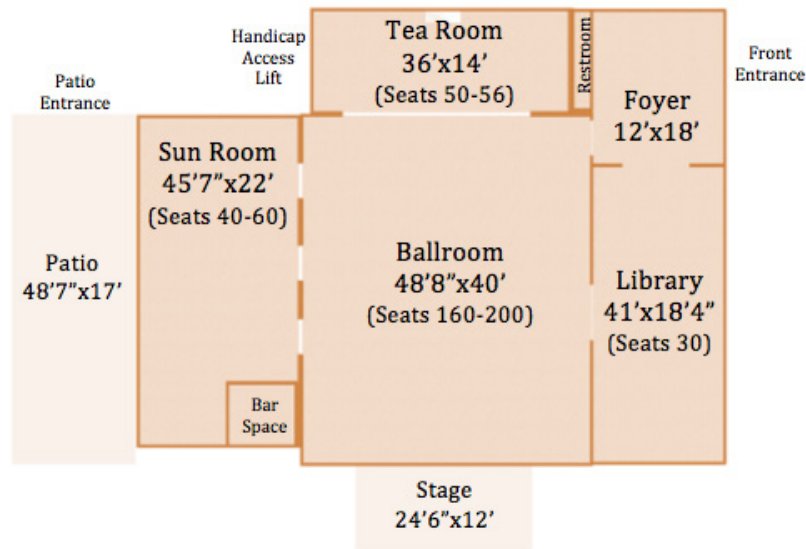 Handicap
Access
Lift
Tea Room
36’x14’
(Seats 50-56)
Restroom
Front
Entrance
Foyer
12’x18’
Patio
Entrance
Sun Room
45’7”x22’
(Seats 40-60)
Patio
48’7”x17’
Ballroom
48’8”x40’
(Seats 160-200)
Library
41’x18’4”
(Seats 30)
Bar
Space
Stage
24’6”x12’